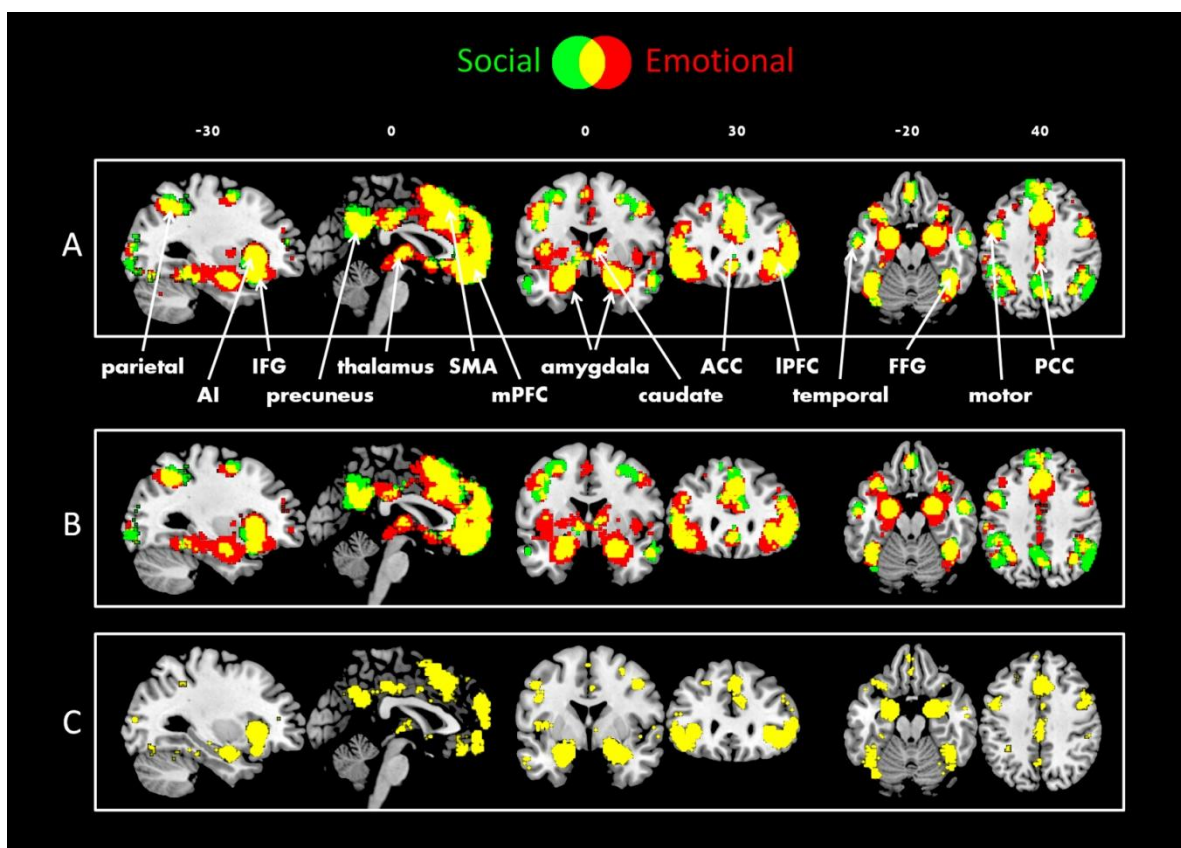 Social Emotional
-30 0 0 30 -20 40
A
parietal IFG thalamus SMA amygdala ACC lPFC FFG PCC
AI precuneus mPFC caudate temporal motor
B
C